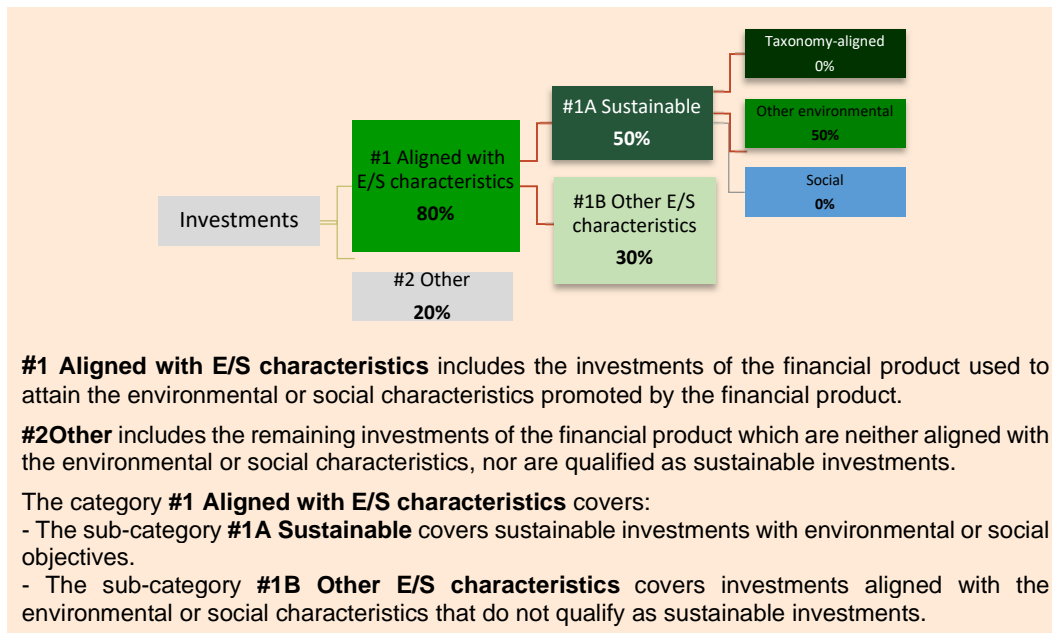 Taxonomy-aligned
0%
#1A Sustainable
50%
Other environmental
50%
#1 Aligned with
E/S characteristics
80%
Social
0%
#1B Other E/S
characteristics
30%
Investments
#2 Other
20%
#1 Aligned with E/S characteristics includes the investments of the financial product used to
attain the environmental or social characteristics promoted by the financial product.
#2Other includes the remaining investments of the financial product which are neither aligned with
the environmental or social characteristics, nor are qualified as sustainable investments.
The category #1 Aligned with E/S characteristics covers:
- The sub-category #1A Sustainable covers sustainable investments with environmental or social
objectives.
- The sub-category #1B Other E/S characteristics covers investments aligned with the
environmental or social characteristics that do not qualify as sustainable investments.